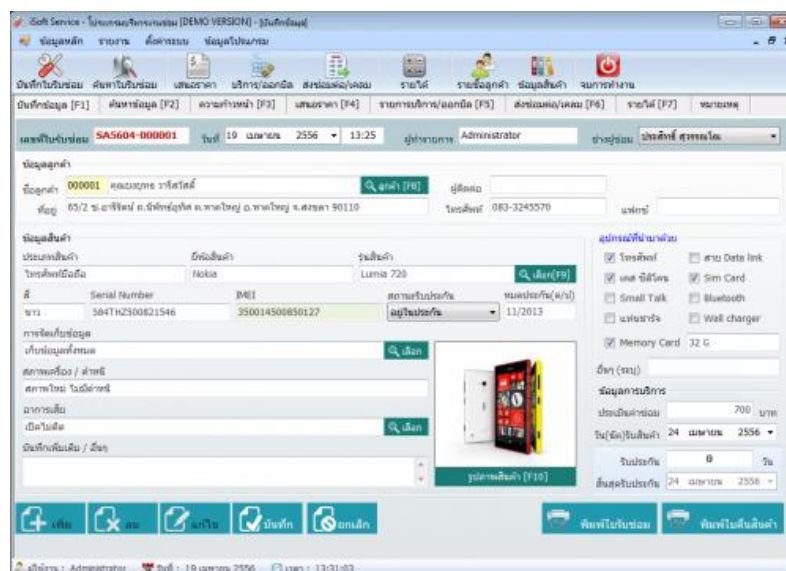 iSoft Service - โปรแกรมบริหารงานซ่อม [DEMO VERSION] - [บันทึกข้อมูล]
ข้อมูลหลัก รายงาน ตั้งค่าระบบ ข้อมูลโปรแกรม
บันทึกใบรับซ่อม ค้นหาใบรับซ่อม เสนอราคา บริการ/ออกบิล ส่งซ่อมต่อ/เคลม รายได้ รายชื่อลูกค้า ข้อมูลสินค้า จบการทำงาน
บันทึกข้อมูล [F1] ค้นหาข้อมูล [F2] ความก้าวหน้า [F3] เสนอราคา [F4] รายการบริการ/ออกบิล [F5] ส่งซ่อมต่อ/เคลม [F6] รายได้ [F7] หมายเหตุ
เลขที่ใบรับซ่อม SA5604-000001 วันที่ 19 เมษายน 2556 13:25 ผู้ทำรายการ Administrator ช่างผู้ซ่อม ประสิทธิ์ สุวรรณโณ
ข้อมูลลูกค้า
ชื่อลูกค้า 000001 ลูกค้า [F8] ผู้ติดต่อ
ที่อยู่ 65/2 ซ.อารีรัตน์ ถ.นิพัทธ์อุทิศ ต.หาดใหญ่ อ.หาดใหญ่ จ.สงขลา 90110 โทรศัพท์ 083-3245570 แฟกซ์
ข้อมูลสินค้า อุปกรณ์ที่นำมาด้วย
ประเภทสินค้า ยี่ห้อสินค้า รุ่นสินค้า โทรศัพท์ สาย Data link
โทรศัพท์มือถือ Nokia Lumia 720 เลือก[F9] เคส ซิลิโคน Sim Card
สี Serial Number IMEI สถานะรับประกัน หมดประกัน(ด/ป) Small Talk Bluetooth
ขาว 584THZ500821546 350014500850127 อยู่ในประกัน 11/2013 แท่นชาร์จ Wall charger
การจัดเก็บข้อมูล Memory Card 32 G
เก็บข้อมูลทั้งหมด เลือก
สภาพเครื่อง / ตำหนิ อื่นๆ (ระบุ)
สภาพใหม่ ไม่มีตำหนิ ข้อมูลการบริการ
อาการเสีย ประเมินค่าซ่อม 700 บาท
เปิดไม่ติด เลือก วัน(นัด)รับสินค้า 24 เมษายน 2556
บันทึกเพิ่มเติม / อื่นๆ
รับประกัน 0 วัน
รูปภาพสินค้า [F10] สิ้นสุดรับประกัน 24 เมษายน 2556
เพิ่ม ลบ แก้ไข บันทึก ยกเลิก พิมพ์ใบรับซ่อม พิมพ์ใบคืนสินค้า
ผู้ใช้งาน : Administrator วันที่ : 19 เมษายน 2556 เวลา : 13:31:03